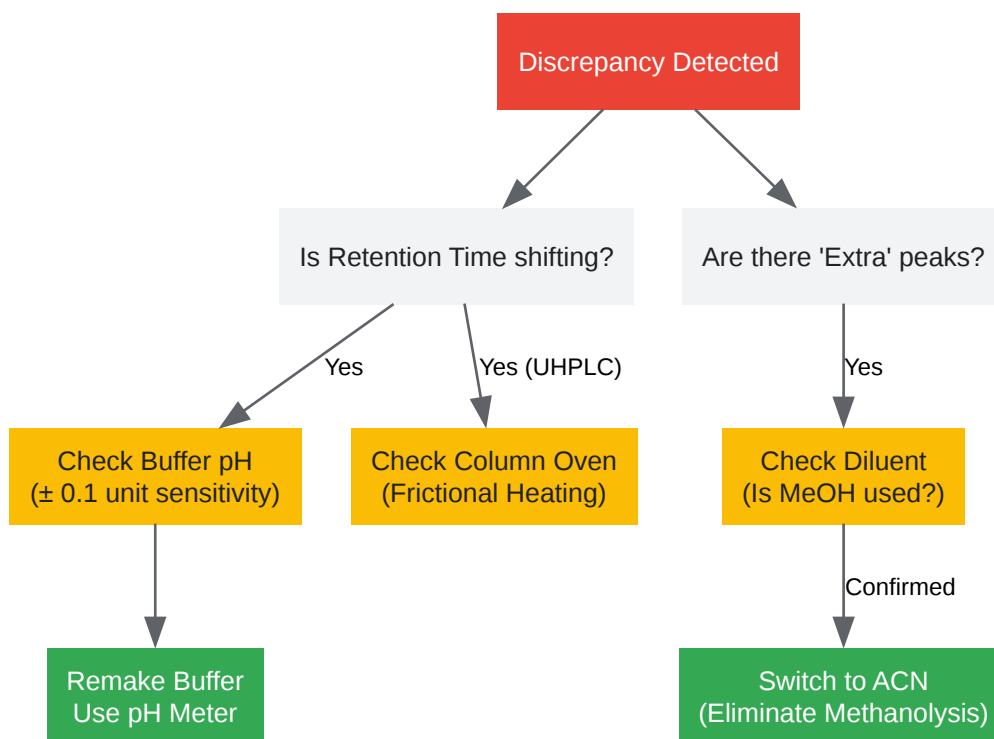 Discrepancy Detected
Is Retention Time shifting?
Are there 'Extra' peaks?
Yes
Yes (UHPLC)
Yes
Check Buffer pH
(± 0.1 unit sensitivity)
Check Column Oven
(Frictional Heating)
Check Diluent
(Is MeOH used?)
Confirmed
Remake Buffer
Use pH Meter
Switch to ACN
(Eliminate Methanolysis)